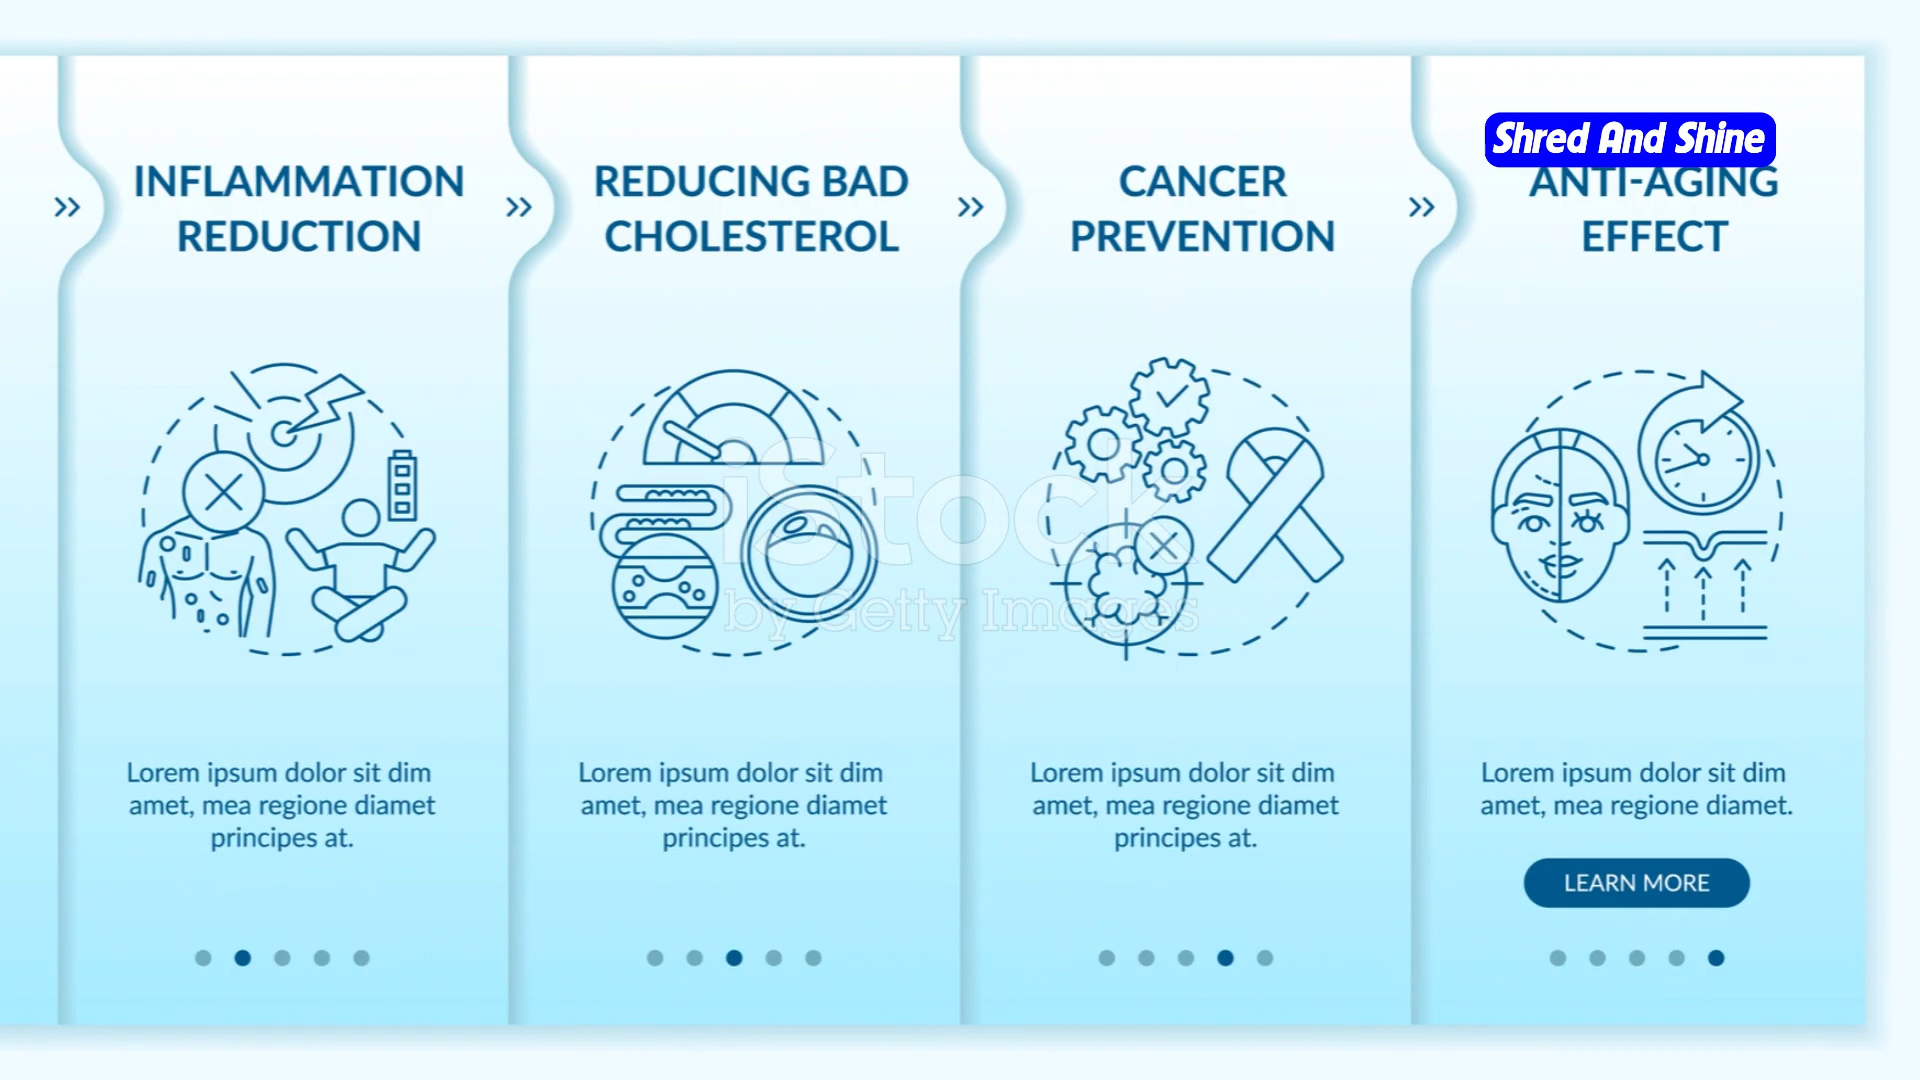 Shred And Shine
INFLAMMATION
REDUCTION
REDUCING BAD
CHOLESTEROL
CANCER
PREVENTION
ANTI-AGING
EFFECT
iStock
by Getty Images
Lorem ipsum dolor sit dim
amet, mea regione diamet
principes at.
Lorem ipsum dolor sit dim
amet, mea regione diamet
principes at.
Lorem ipsum dolor sit dim
amet, mea regione diamet
principes at.
Lorem ipsum dolor sit dim
amet, mea regione diamet.
LEARN MORE